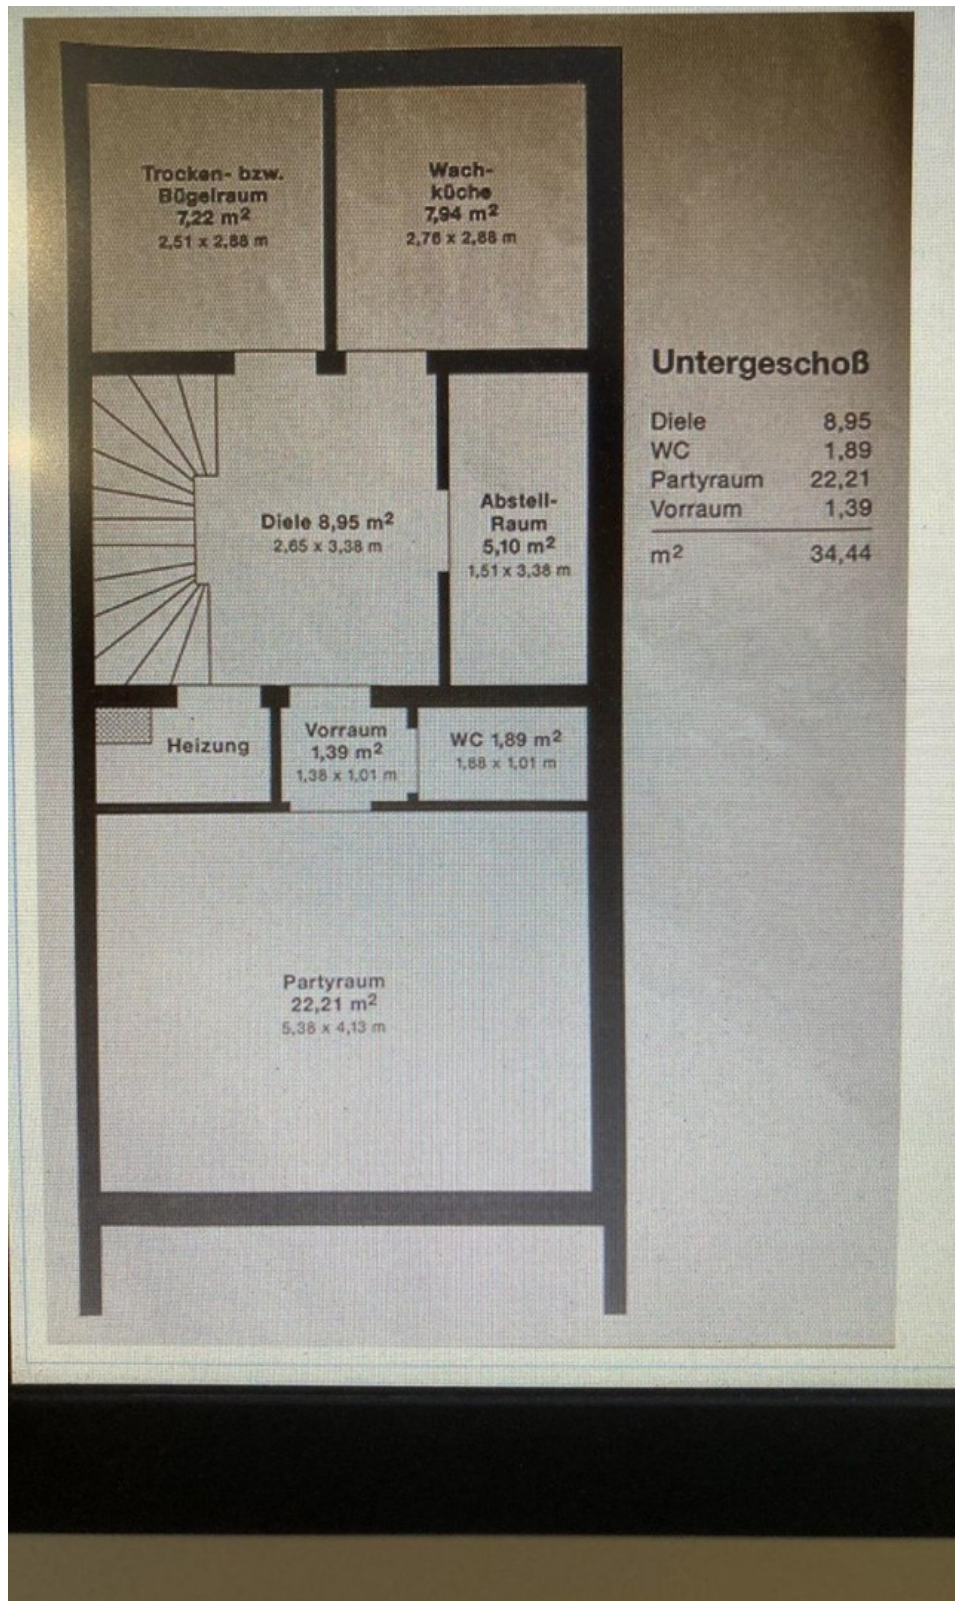 Trocken- bzw.
Bügelraum
7,22 m²
2,51 x 2,88 m
Wach-
küche
7,94 m²
2,76 x 2,88 m
Untergeschoß
Diele 8,95
WC 1,89
Partyraum 22,21
Vorraum 1,39
m² 34,44
Diele 8,95 m²
2,65 x 3,38 m
Abstell-
Raum
5,10 m²
1,51 x 3,38 m
Heizung
Vorraum
1,39 m²
1,38 x 1,01 m
WC 1,89 m²
1,88 x 1,01 m
Partyraum
22,21 m²
5,38 x 4,13 m